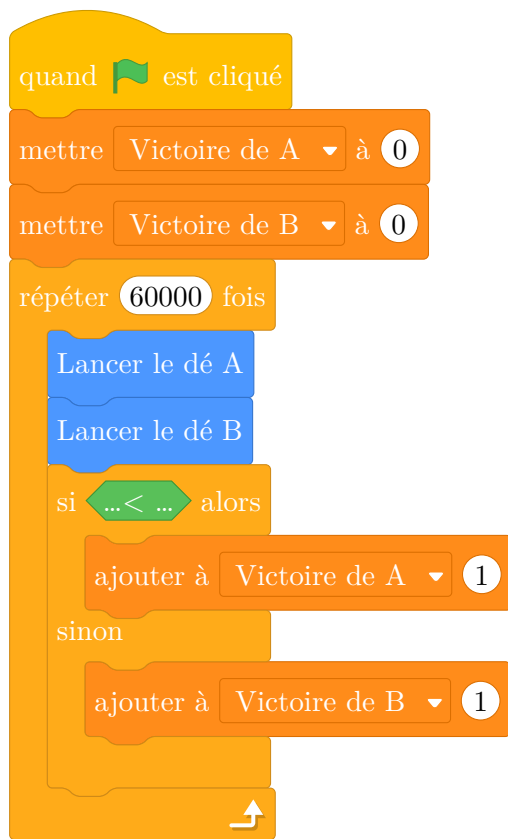 quand est cliqué
mettre Victoire de A à 0
mettre Victoire de B à 0
répéter 60000 fois
Lancer le dé A
Lancer le dé B
si ...< ... alors
ajouter à Victoire de A 1
sinon
ajouter à Victoire de B 1